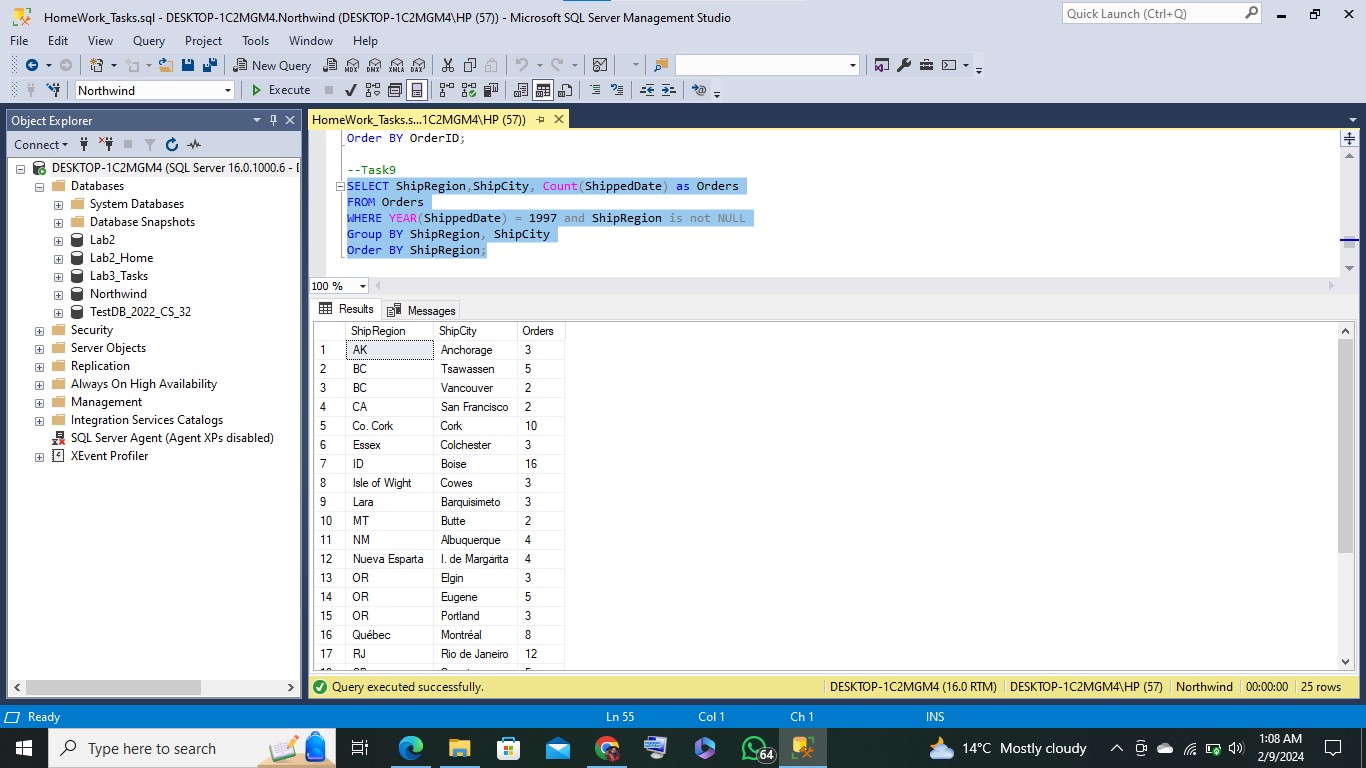 HomeWork_Tasks.sql - DESKTOP-1C2MGM4.Northwind (DESKTOP-1C2MGM4\HP (57)) - Microsoft SQL Server Management Studio
Quick Launch (Ctrl+Q)
File Edit View Query Project Tools Window Help
New Query
MDX DMX XMLA DAX
Northwind
Execute
Object Explorer
HomeWork_Tasks.s...1C2MGM4\HP (57))
Connect
DESKTOP-1C2MGM4 (SQL Server 16.0.1000.6 -
Databases
System Databases
Database Snapshots
Lab2
Lab2_Home
Lab3_Tasks
Northwind
TestDB_2022_CS_32
Security
Server Objects
Replication
Always On High Availability
Management
Integration Services Catalogs
SQL Server Agent (Agent XPs disabled)
XEvent Profiler
Order BY OrderID;
--Task9
SELECT ShipRegion,ShipCity, Count(ShippedDate) as Orders
FROM Orders
WHERE YEAR(ShippedDate) = 1997 and ShipRegion is not NULL
Group BY ShipRegion, ShipCity
Order BY ShipRegion;
100 %
Results Messages
ShipRegion ShipCity Orders
1 AK Anchorage 3
2 BC Tsawassen 5
3 BC Vancouver 2
4 CA San Francisco 2
5 Co. Cork Cork 10
6 Essex Colchester 3
7 ID Boise 16
8 Isle of Wight Cowes 3
9 Lara Barquisimeto 3
10 MT Butte 2
11 NM Albuquerque 4
12 Nueva Esparta I. de Margarita 4
13 OR Elgin 3
14 OR Eugene 5
15 OR Portland 3
16 Québec Montréal 8
17 RJ Rio de Janeiro 12
Query executed successfully.
DESKTOP-1C2MGM4 (16.0 RTM) DESKTOP-1C2MGM4\HP (57) Northwind 00:00:00 25 rows
Ready Ln 55 Col 1 Ch 1 INS
Type here to search
64
14°C Mostly cloudy
1:08 AM
2/9/2024